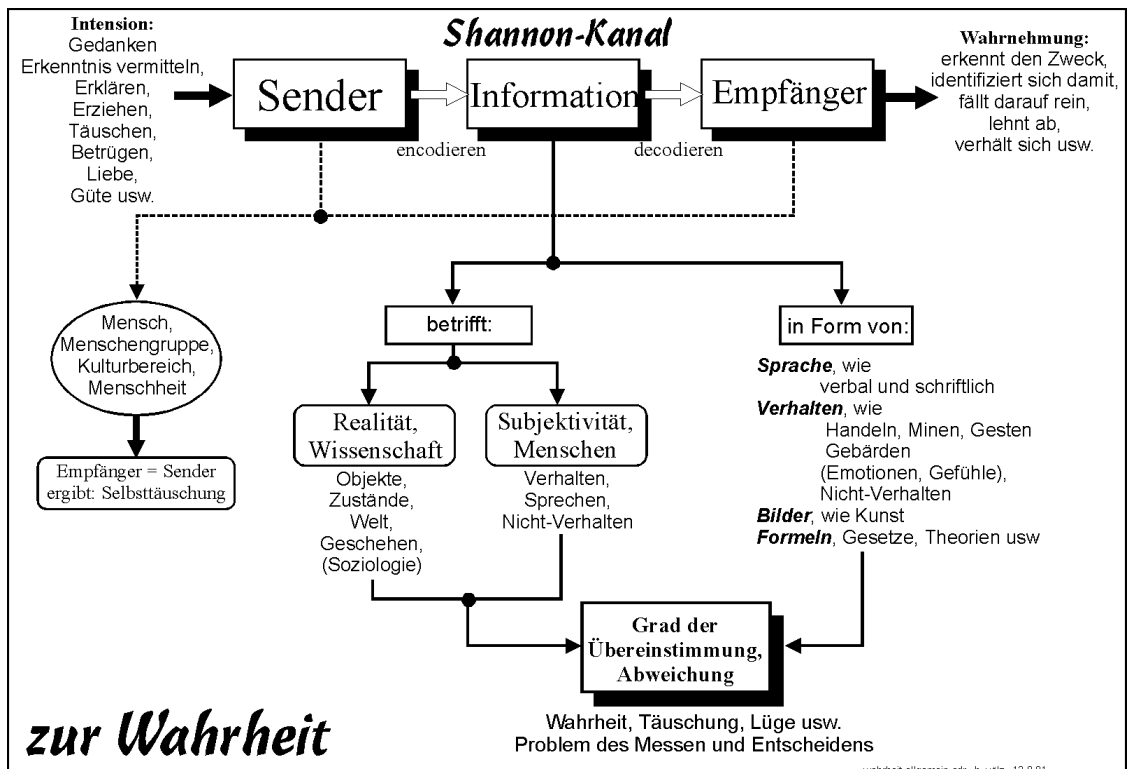 Shannon-Kanal
Intension:
Gedanken
Erkenntnis vermitteln,
Erklären,
Erziehen,
Täuschen,
Betrügen,
Liebe,
Güte usw.
Sender
encodieren
Information
decodieren
Empfänger
Wahrnehmung:
erkennt den Zweck,
identifiziert sich damit,
fällt darauf rein,
lehnt ab,
verhält sich usw.
Mensch,
Menschengruppe,
Kulturbereich,
Menschheit
Empfänger = Sender
ergibt: Selbsttäuschung
betrifft:
Realität,
Wissenschaft
Objekte,
Zustände,
Welt,
Geschehen,
(Soziologie)
Subjektivität,
Menschen
Verhalten,
Sprechen,
Nicht-Verhalten
in Form von:
Sprache, wie
verbal und schriftlich
Verhalten, wie
Handeln, Minen, Gesten
Gebärden
(Emotionen, Gefühle),
Nicht-Verhalten
Bilder, wie Kunst
Formeln, Gesetze, Theorien usw
Grad der
Übereinstimmung,
Abweichung
Wahrheit, Täuschung, Lüge usw.
Problem des Messen und Entscheidens
zur Wahrheit